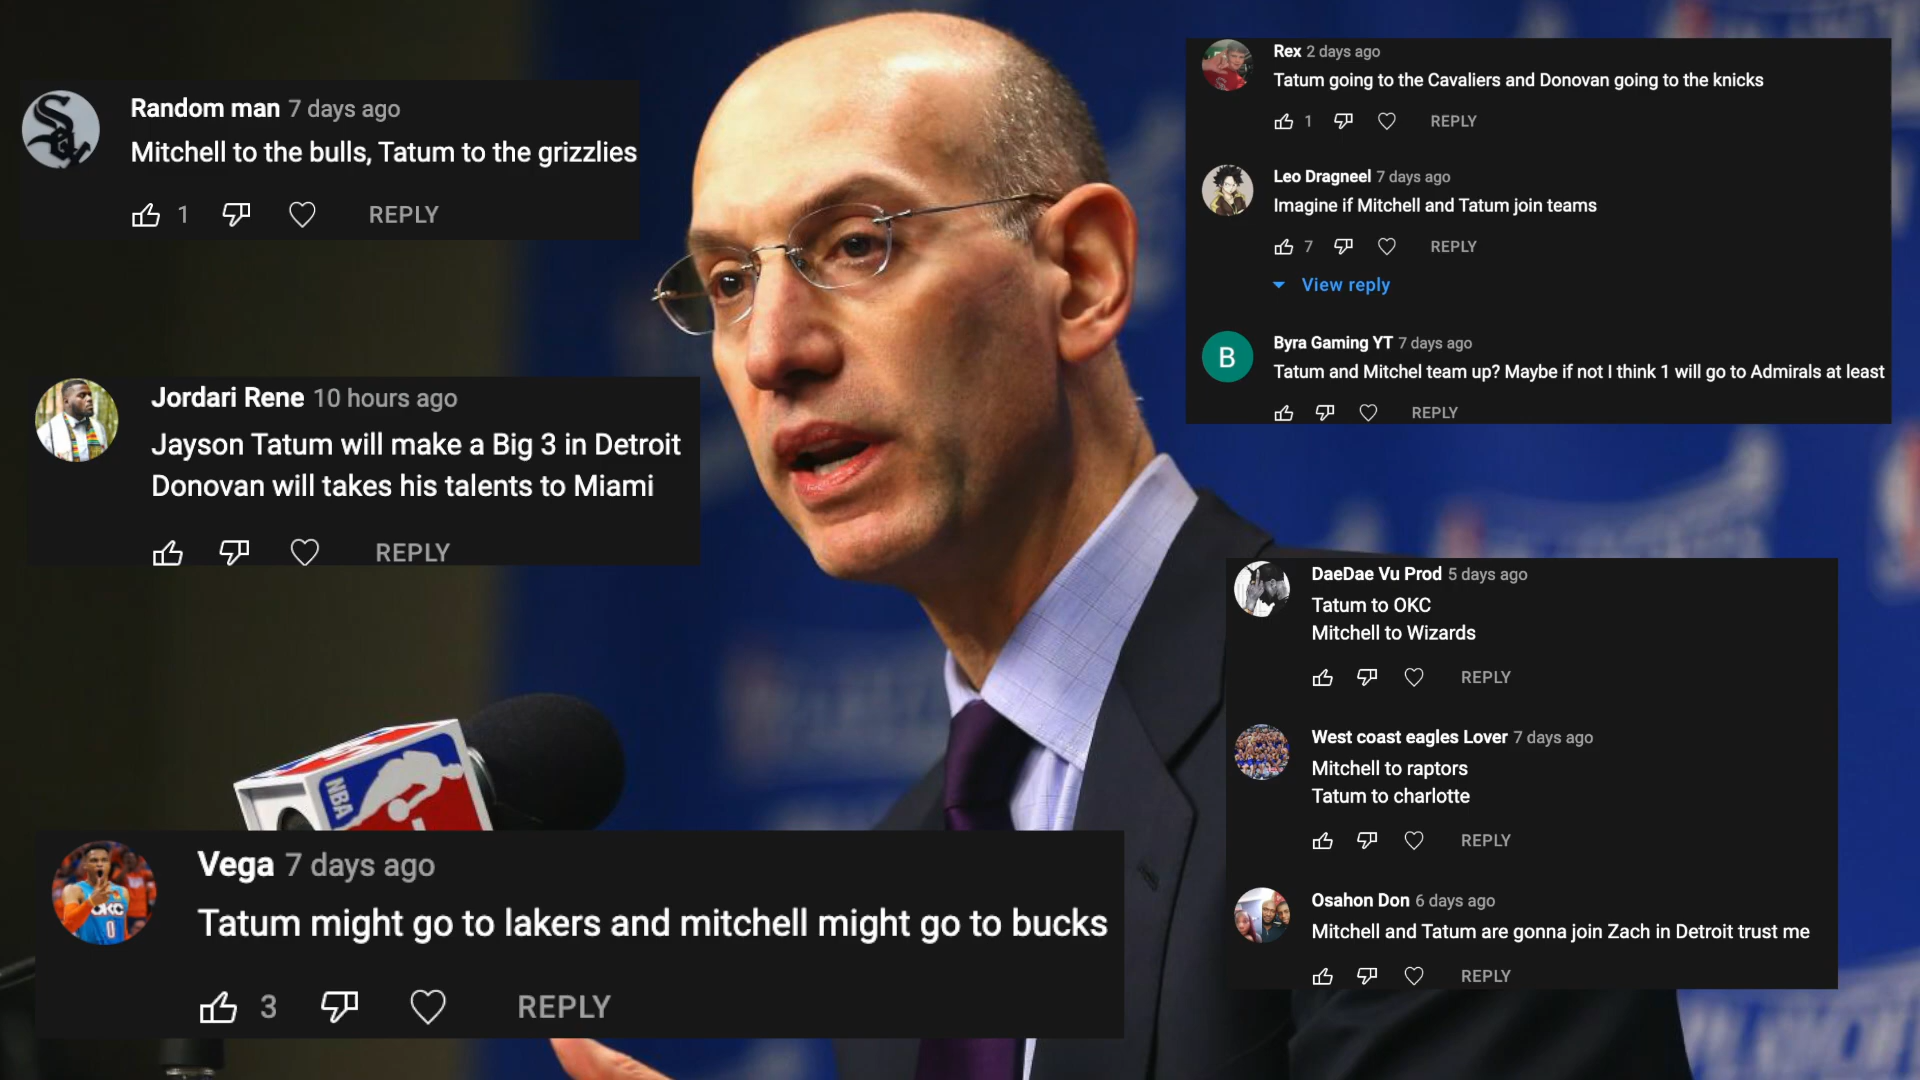 Random man 7 days ago
Mitchell to the bulls, Tatum to the grizzlies
1 REPLY
Jordari Rene 10 hours ago
Jayson Tatum will make a Big 3 in Detroit
Donovan will takes his talents to Miami
REPLY
NBA
Vega 7 days ago
Tatum might go to lakers and mitchell might go to bucks
3 REPLY
OKC
0
Rex 2 days ago
Tatum going to the Cavaliers and Donovan going to the knicks
1 REPLY
Leo Dragneel 7 days ago
Imagine if Mitchell and Tatum join teams
7 REPLY
View reply
B
Byra Gaming YT 7 days ago
Tatum and Mitchel team up? Maybe if not I think 1 will go to Admirals at least
REPLY
DaeDae Vu Prod 5 days ago
Tatum to OKC
Mitchell to Wizards
REPLY
West coast eagles Lover 7 days ago
Mitchell to raptors
Tatum to charlotte
REPLY
Osahon Don 6 days ago
Mitchell and Tatum are gonna join Zach in Detroit trust me
REPLY